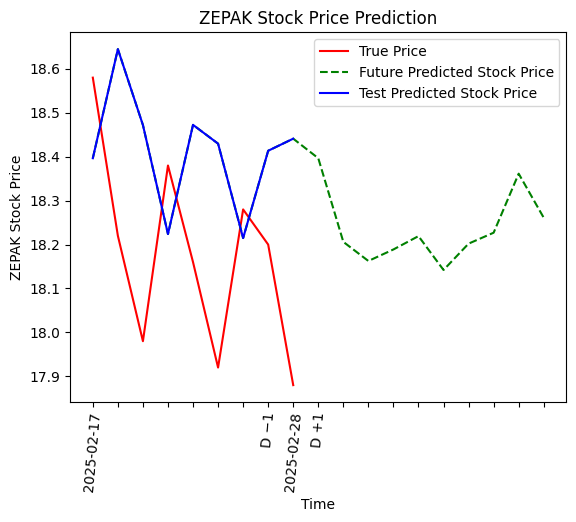 ZEPAK Stock Price Prediction
True Price
Future Predicted Stock Price
Test Predicted Stock Price
ZEPAK Stock Price
18.6
18.5
18.4
18.3
18.2
18.1
18.0
17.9
2025-02-17
D −1
2025-02-28
D +1
Time